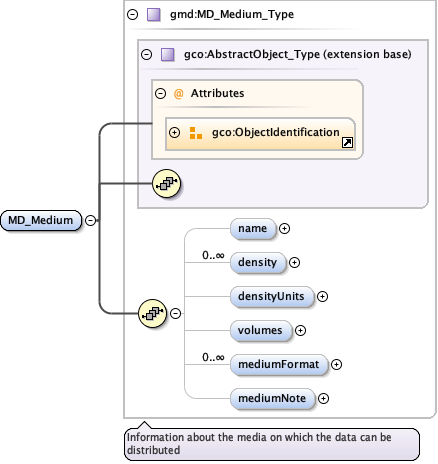 gmd:MD_Medium_Type
gco:AbstractObject_Type (extension base)
@ Attributes
gco:ObjectIdentification
MD_Medium
name
0..∞
density
densityUnits
volumes
0..∞
mediumFormat
mediumNote
Information about the media on which the data can be
distributed